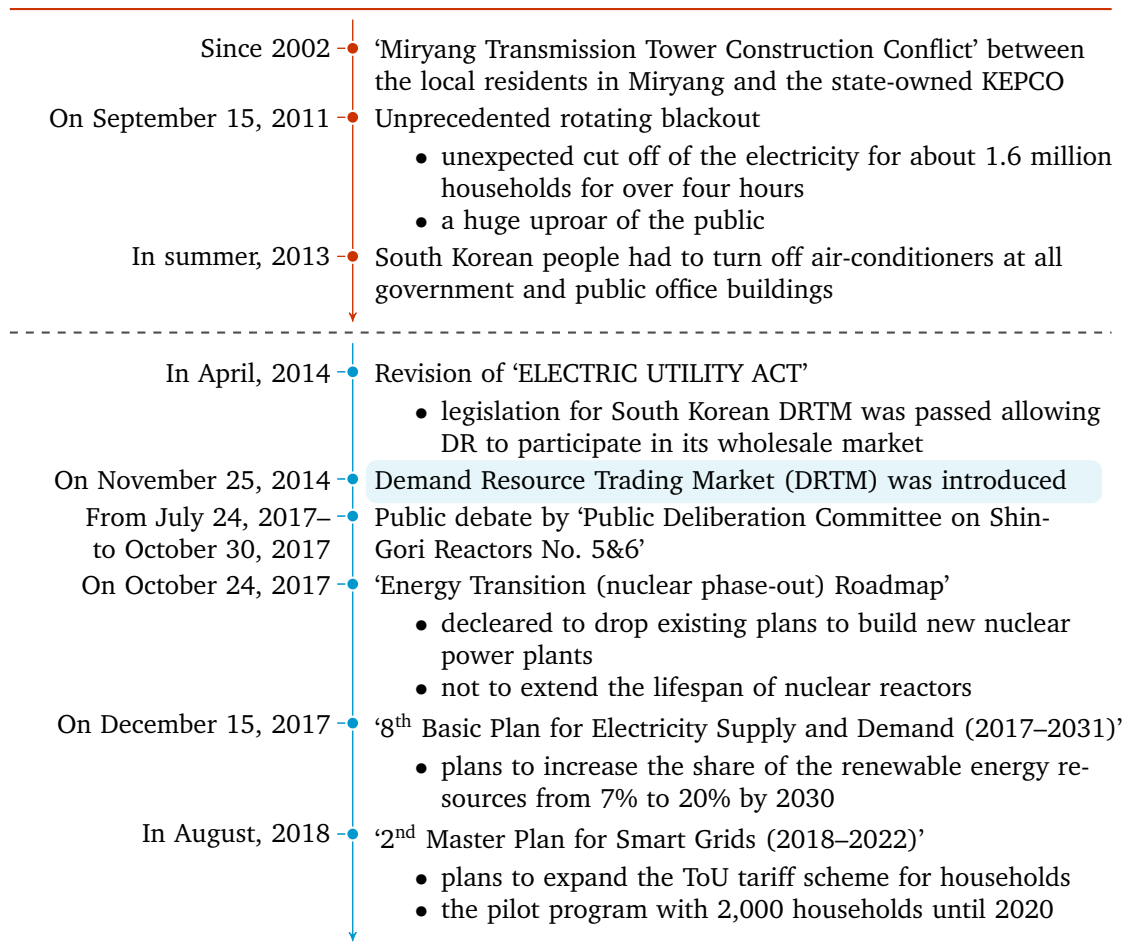 Since 2002 ‘Miryang Transmission Tower Construction Conflict’ between
the local residents in Miryang and the state-owned KEPCO
On September 15, 2011 Unprecedented rotating blackout
• unexpected cut off of the electricity for about 1.6 million
households for over four hours
• a huge uproar of the public
In summer, 2013 South Korean people had to turn off air-conditioners at all
government and public office buildings
In April, 2014 Revision of ‘ELECTRIC UTILITY ACT’
• legislation for South Korean DRTM was passed allowing
DR to participate in its wholesale market
On November 25, 2014 Demand Resource Trading Market (DRTM) was introduced
From July 24, 2017– Public debate by ‘Public Deliberation Committee on Shin-
to October 30, 2017 Gori Reactors No. 5&6’
On October 24, 2017 ‘Energy Transition (nuclear phase-out) Roadmap’
• decleared to drop existing plans to build new nuclear
power plants
• not to extend the lifespan of nuclear reactors
On December 15, 2017 ‘8th Basic Plan for Electricity Supply and Demand (2017–2031)’
• plans to increase the share of the renewable energy re-
sources from 7% to 20% by 2030
In August, 2018 ‘2nd Master Plan for Smart Grids (2018–2022)’
• plans to expand the ToU tariff scheme for households
• the pilot program with 2,000 households until 2020